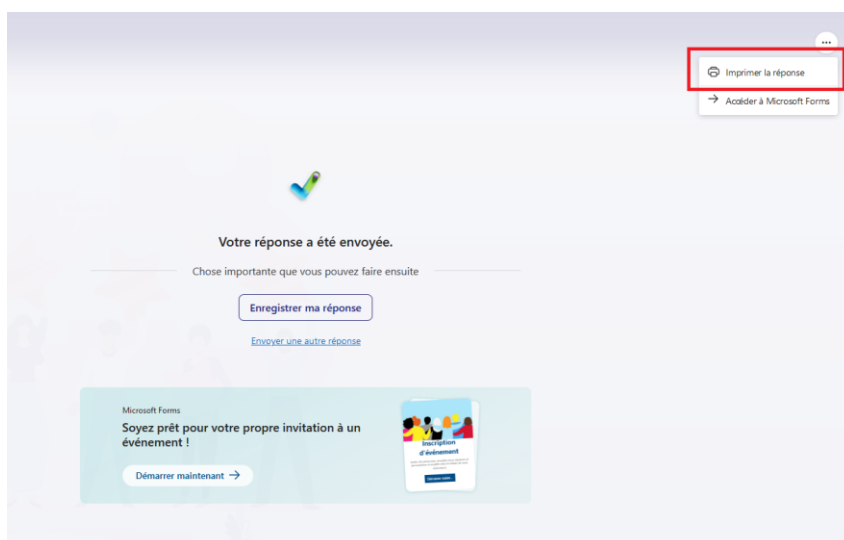 ...
Imprimer la réponse
Accéder à Microsoft Forms
Votre réponse a été envoyée.
Chose importante que vous pouvez faire ensuite
Enregistrer ma réponse
Envoyer une autre réponse
Microsoft Forms
Soyez prêt pour votre propre invitation à un
événement !
Démarrer maintenant →
Inscription
d'événement